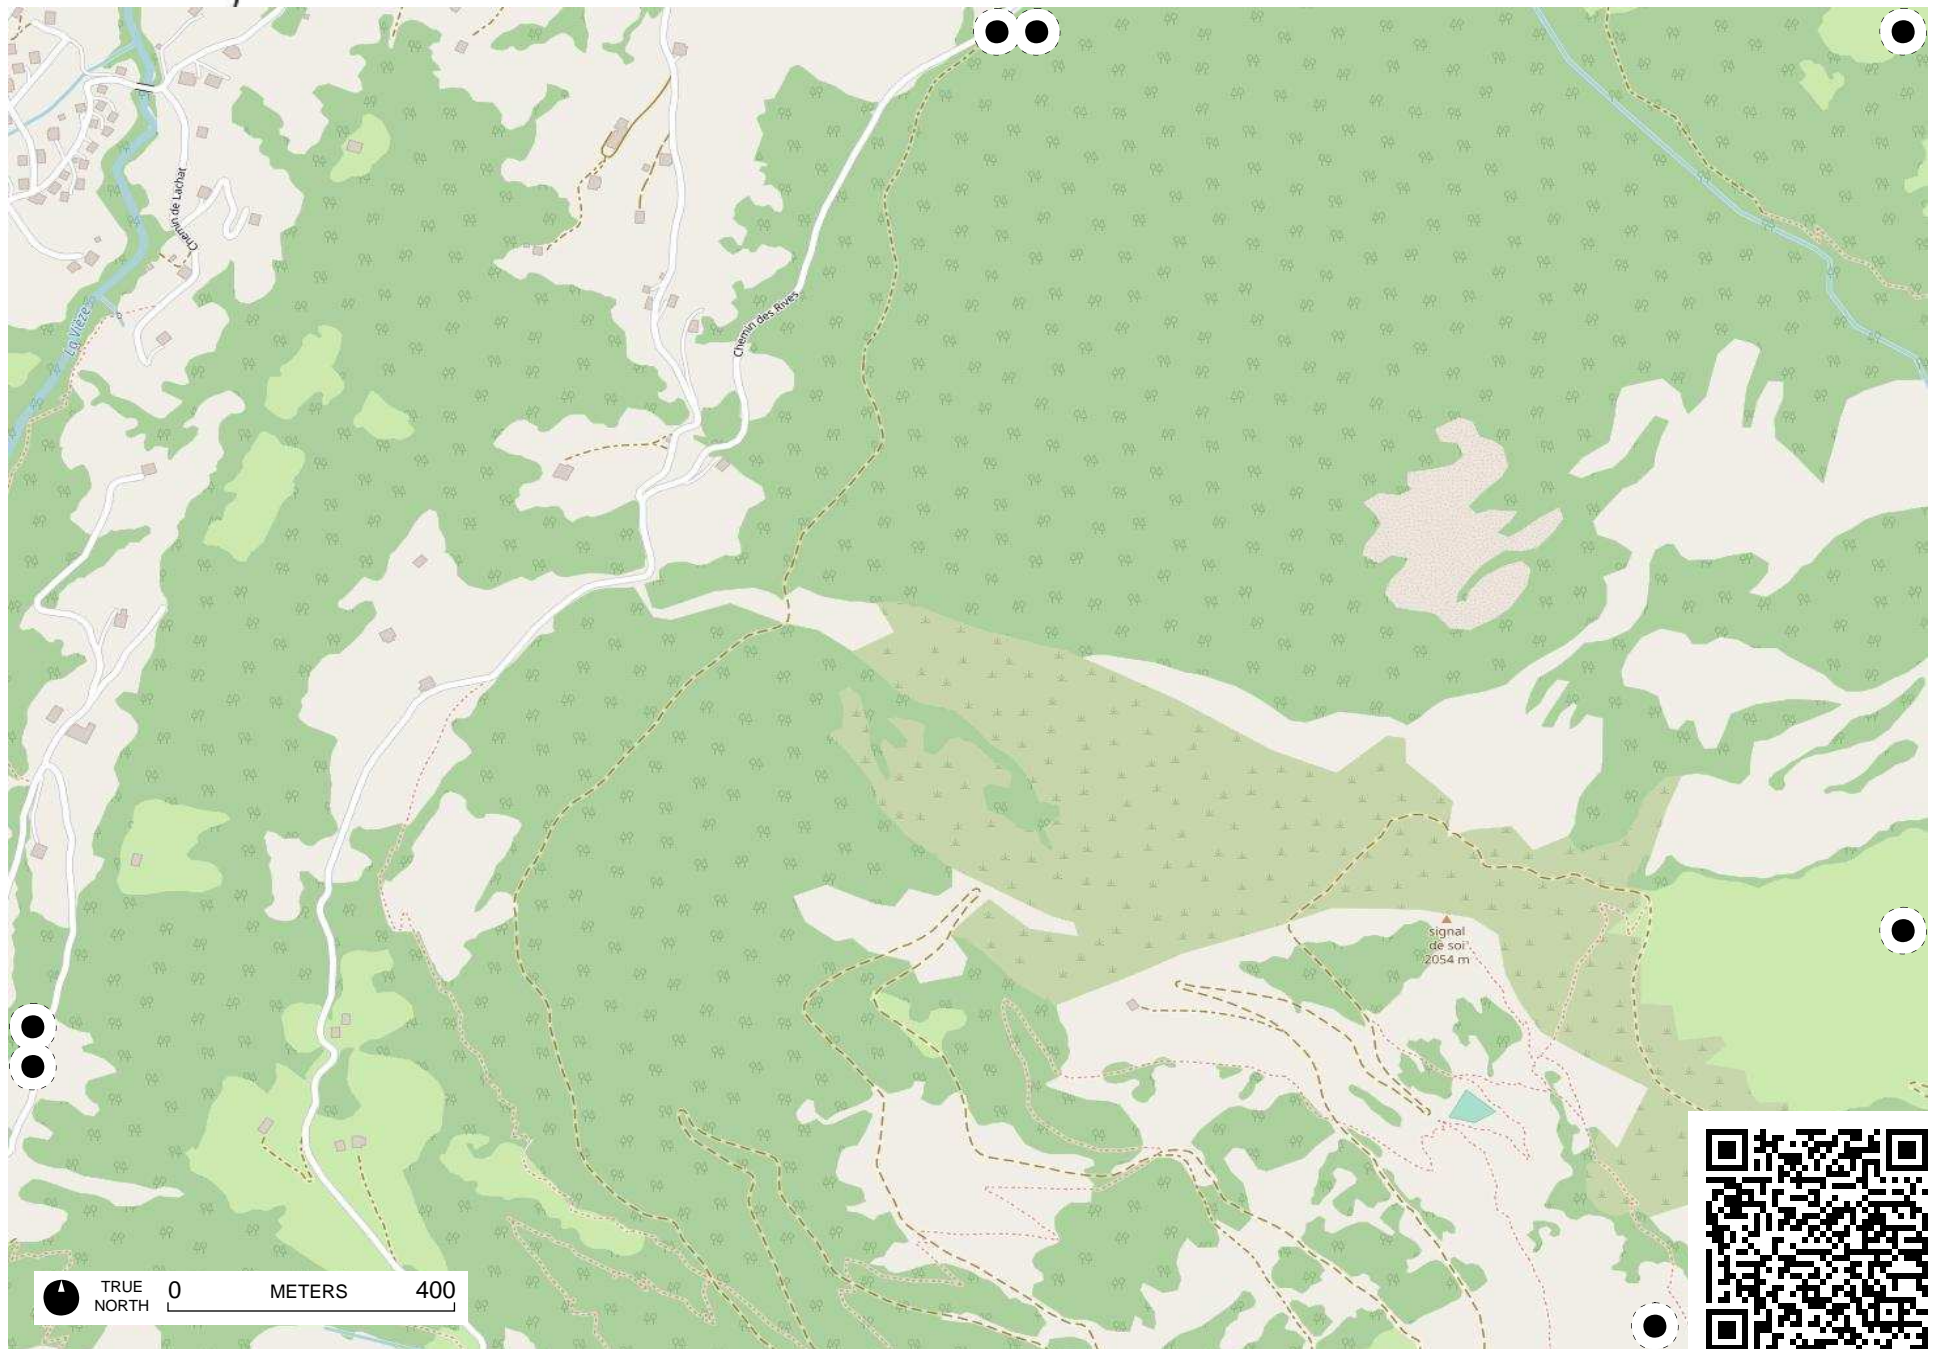 Chemin de Lachat
La Vièze
Chemin des Rives
signal
de soi
2054 m
TRUE
NORTH
0 METERS 400